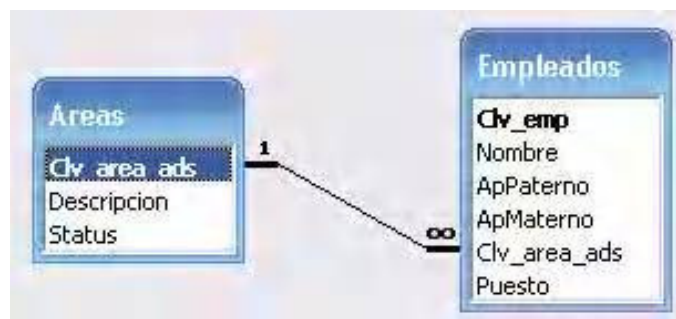 Areas
Clv_area_ads
Descripcion
Status
1
∞
Empleados
Clv_emp
Nombre
ApPaterno
ApMaterno
Clv_area_ads
Puesto